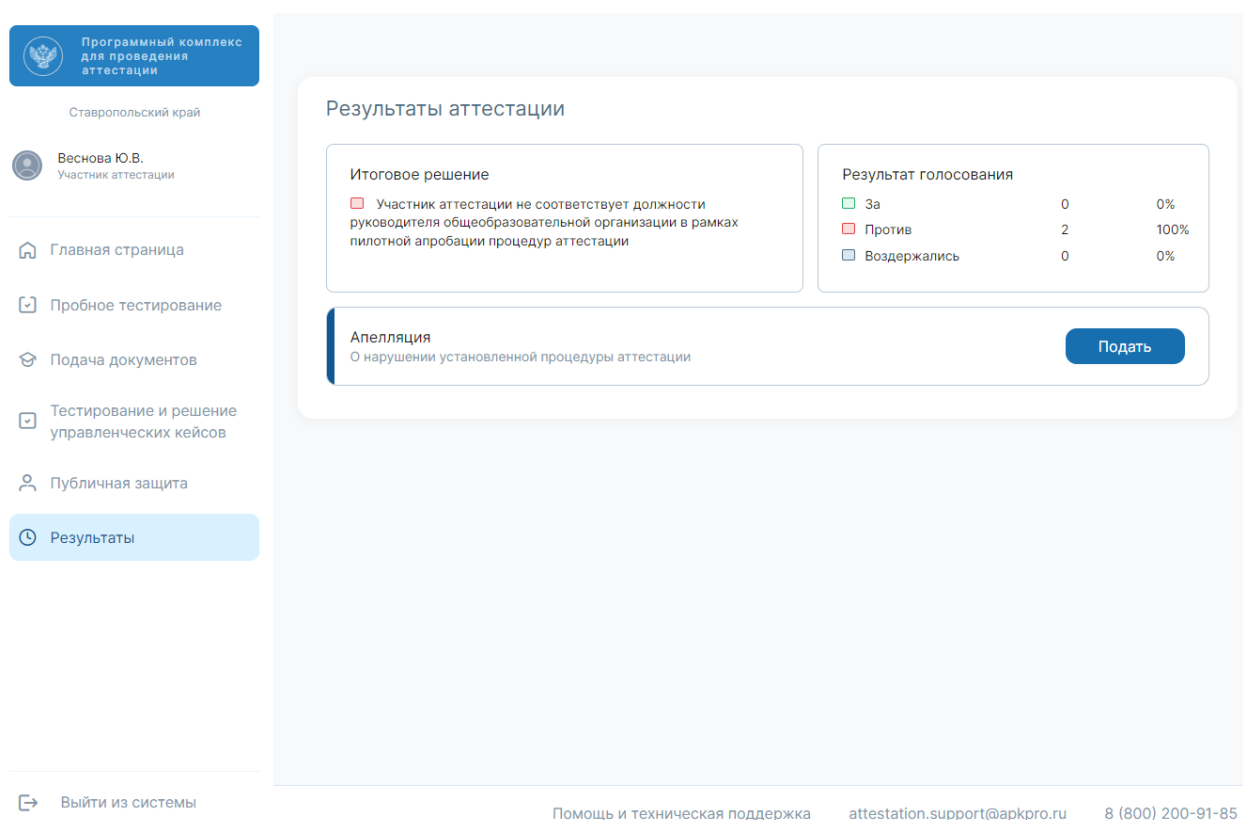 Программный комплекс
для проведения
аттестации
Ставропольский край
Веснова Ю.В.
Участник аттестации
Главная страница
Пробное тестирование
Подача документов
Тестирование и решение
управленческих кейсов
Публичная защита
Результаты
Выйти из системы
Результаты аттестации
Итоговое решение
Участник аттестации не соответствует должности
руководителя общеобразовательной организации в рамках
пилотной апробации процедур аттестации
Результат голосования
За 0 0%
Против 2 100%
Воздержались 0 0%
Апелляция
О нарушении установленной процедуры аттестации
Подать
Помощь и техническая поддержка attestation.support@apkpro.ru 8 (800) 200-91-85